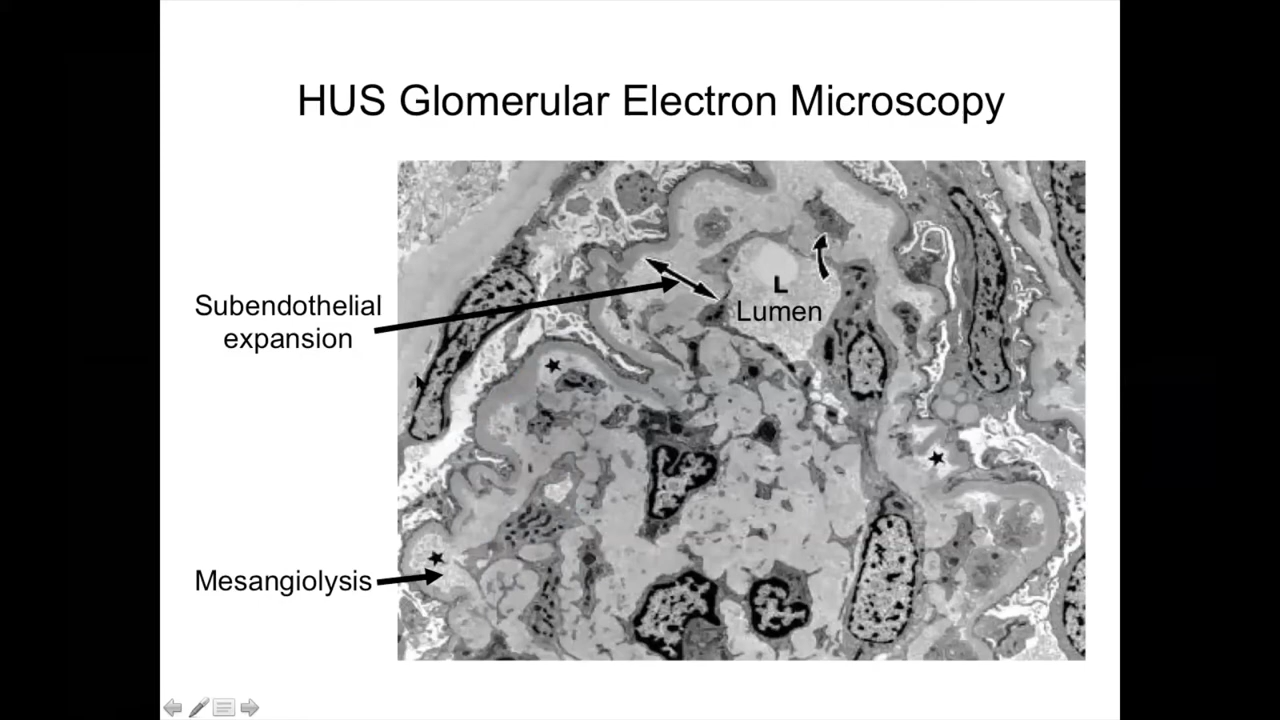 HUS Glomerular Electron Microscopy
Subendothelial
expansion
L
Lumen
Mesangiolysis